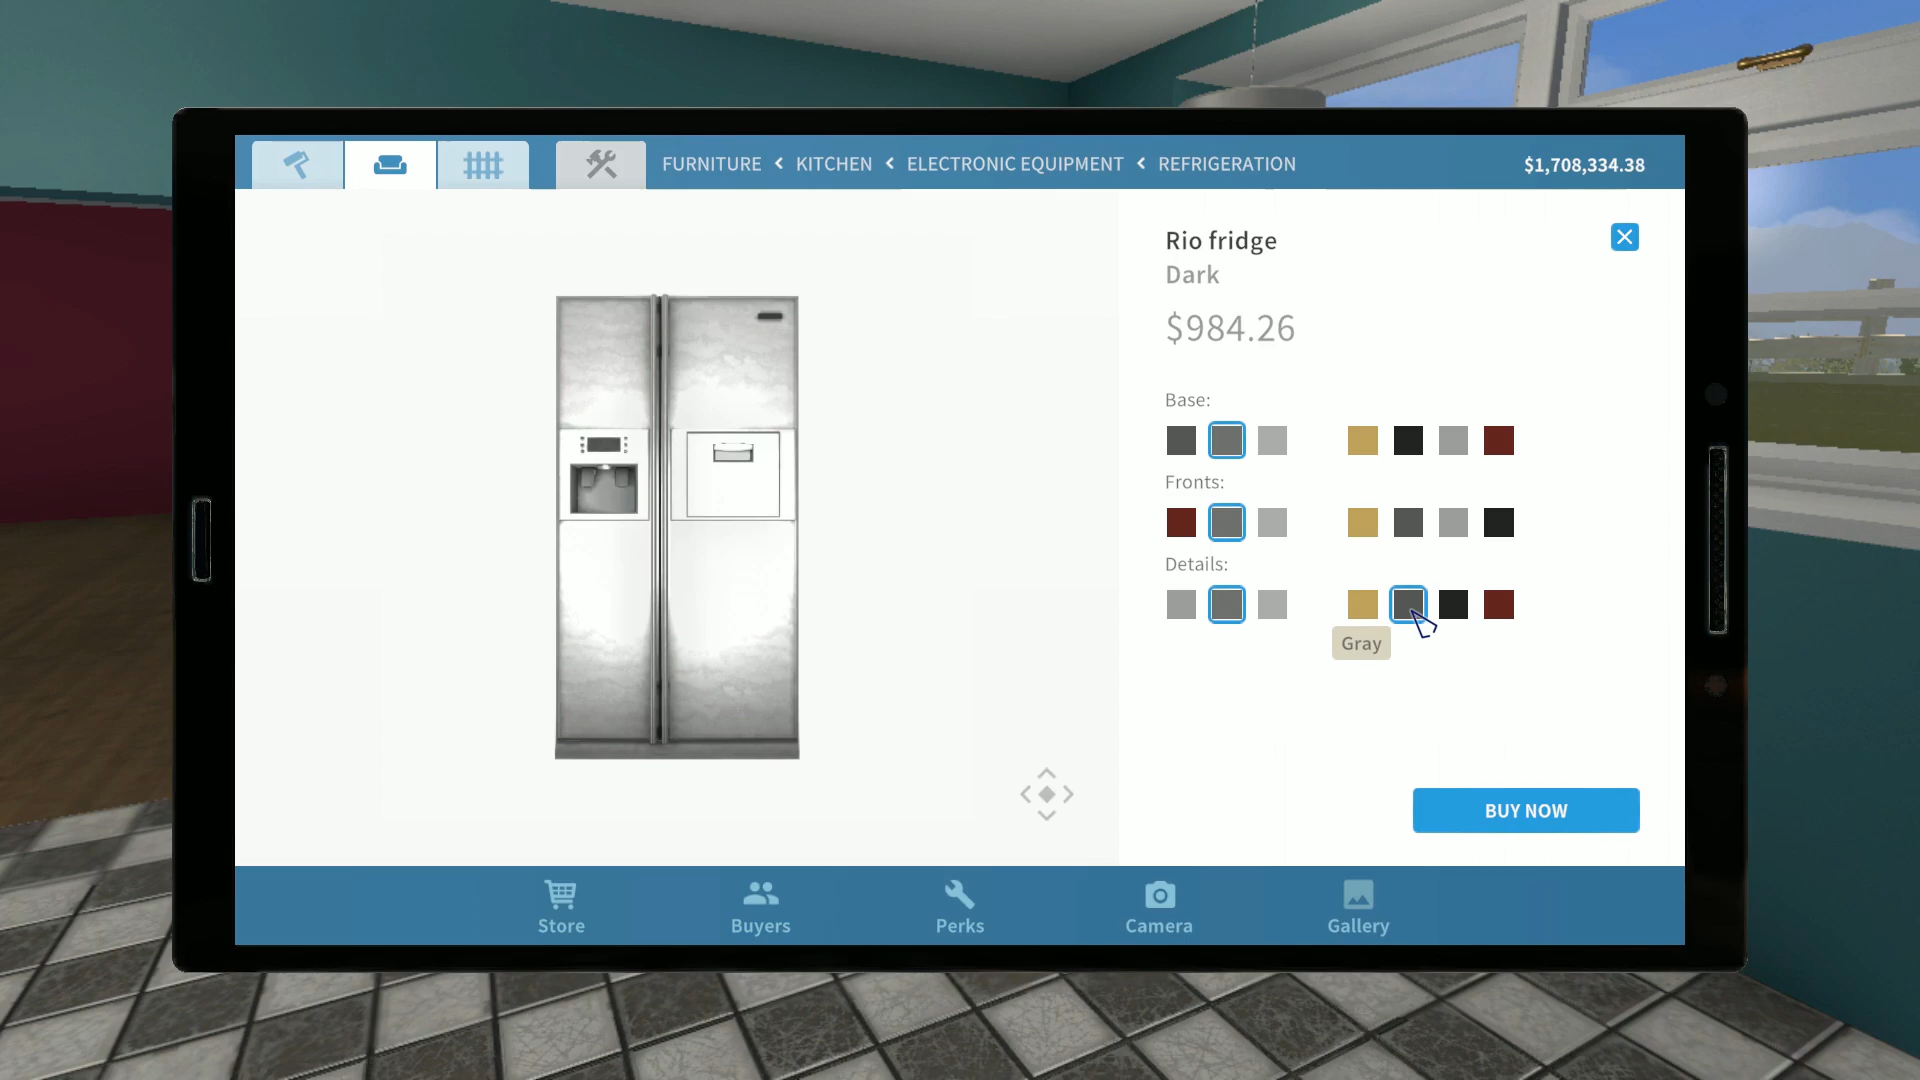 FURNITURE < KITCHEN < ELECTRONIC EQUIPMENT < REFRIGERATION
$1,708,334.38
Rio fridge
Dark
$984.26
Base:
Fronts:
Details:
Gray
BUY NOW
Store
Buyers
Perks
Camera
Gallery